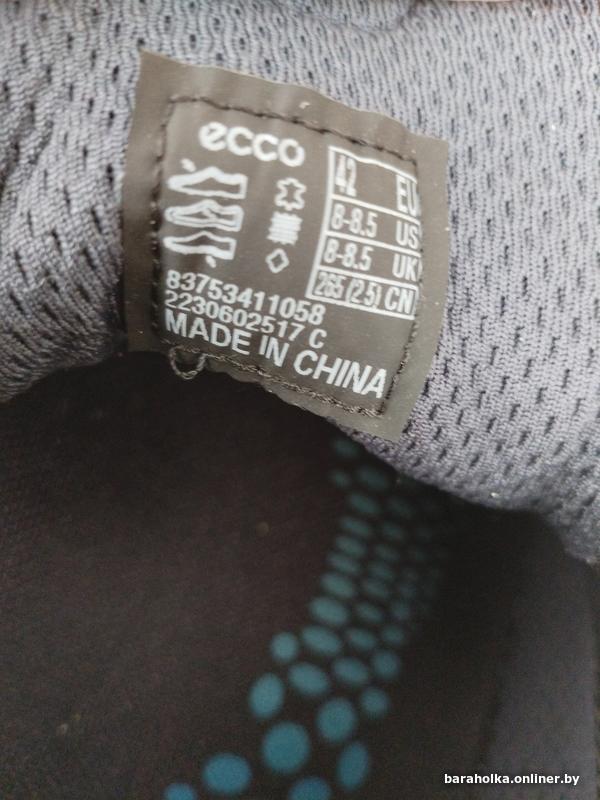 ecco
42 EU
8-8.5 US
8-8.5 UK
265 (2.5) CN
83753411058
2230602517 C
MADE IN CHINA
baraholka.onliner.by